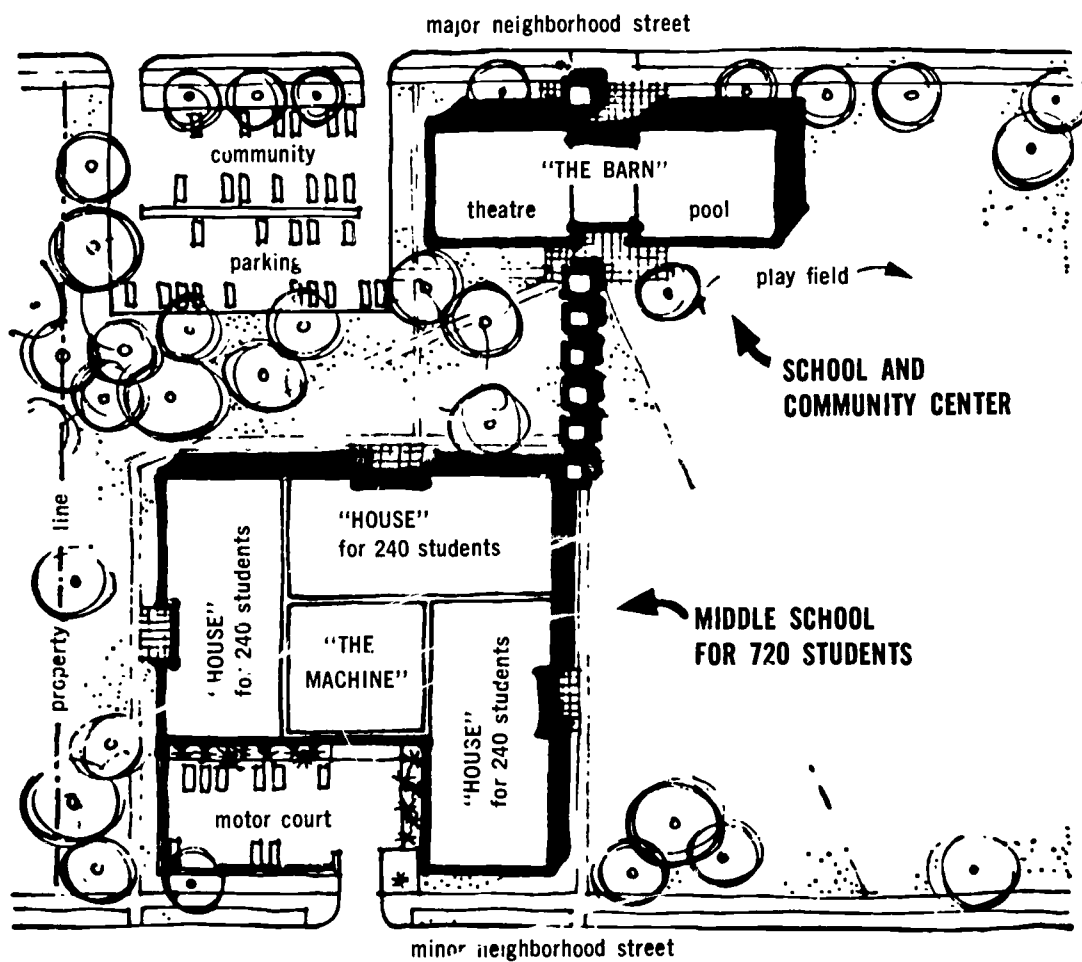 major neighborhood street
community
parking
"THE BARN"
theatre
pool
play field
SCHOOL AND
COMMUNITY CENTER
property line
"HOUSE"
for 240 students
"HOUSE"
for 240 students
"THE
MACHINE"
"HOUSE"
for 240 students
MIDDLE SCHOOL
FOR 720 STUDENTS
motor court
minor neighborhood street